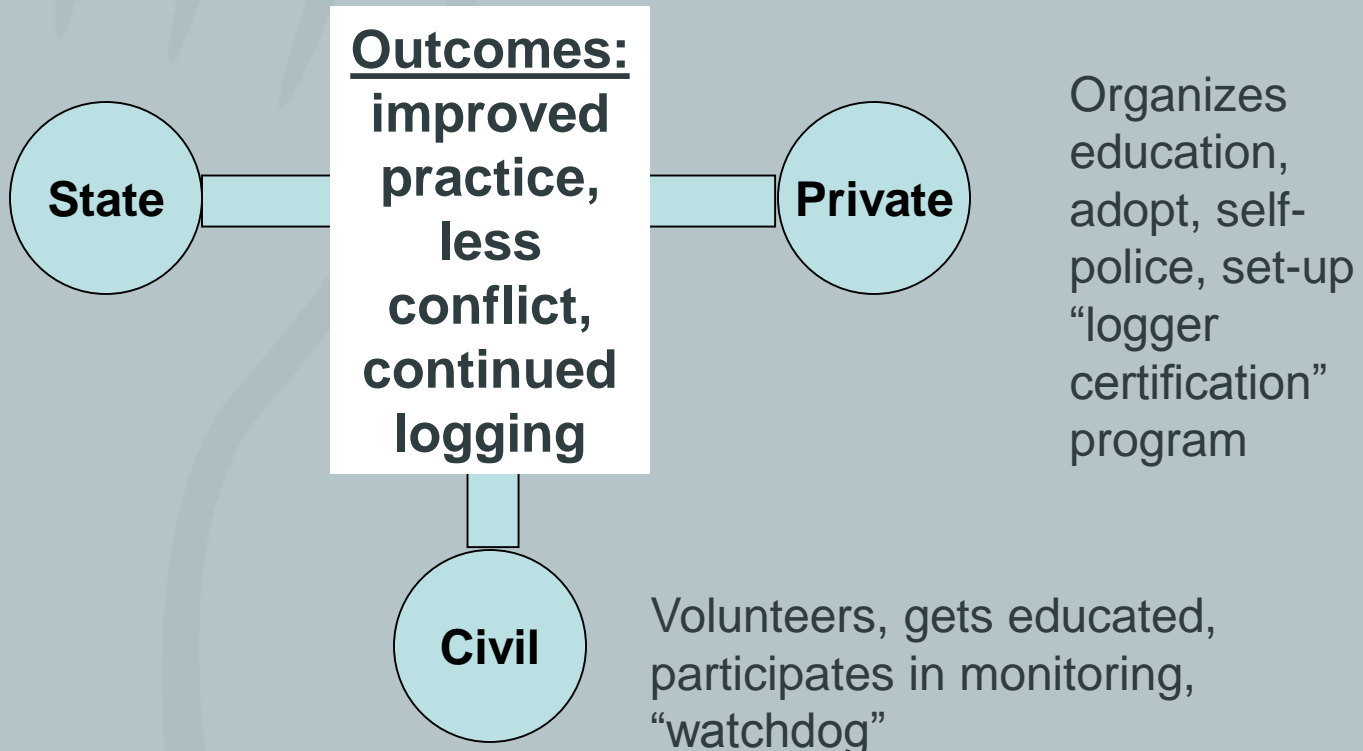 Outcomes:
improved
practice,
less
conflict,
continued
logging
State
Private
Organizes
education,
adopt, self-
police, set-up
“logger
certification”
program
Civil
Volunteers, gets educated,
participates in monitoring,
“watchdog”